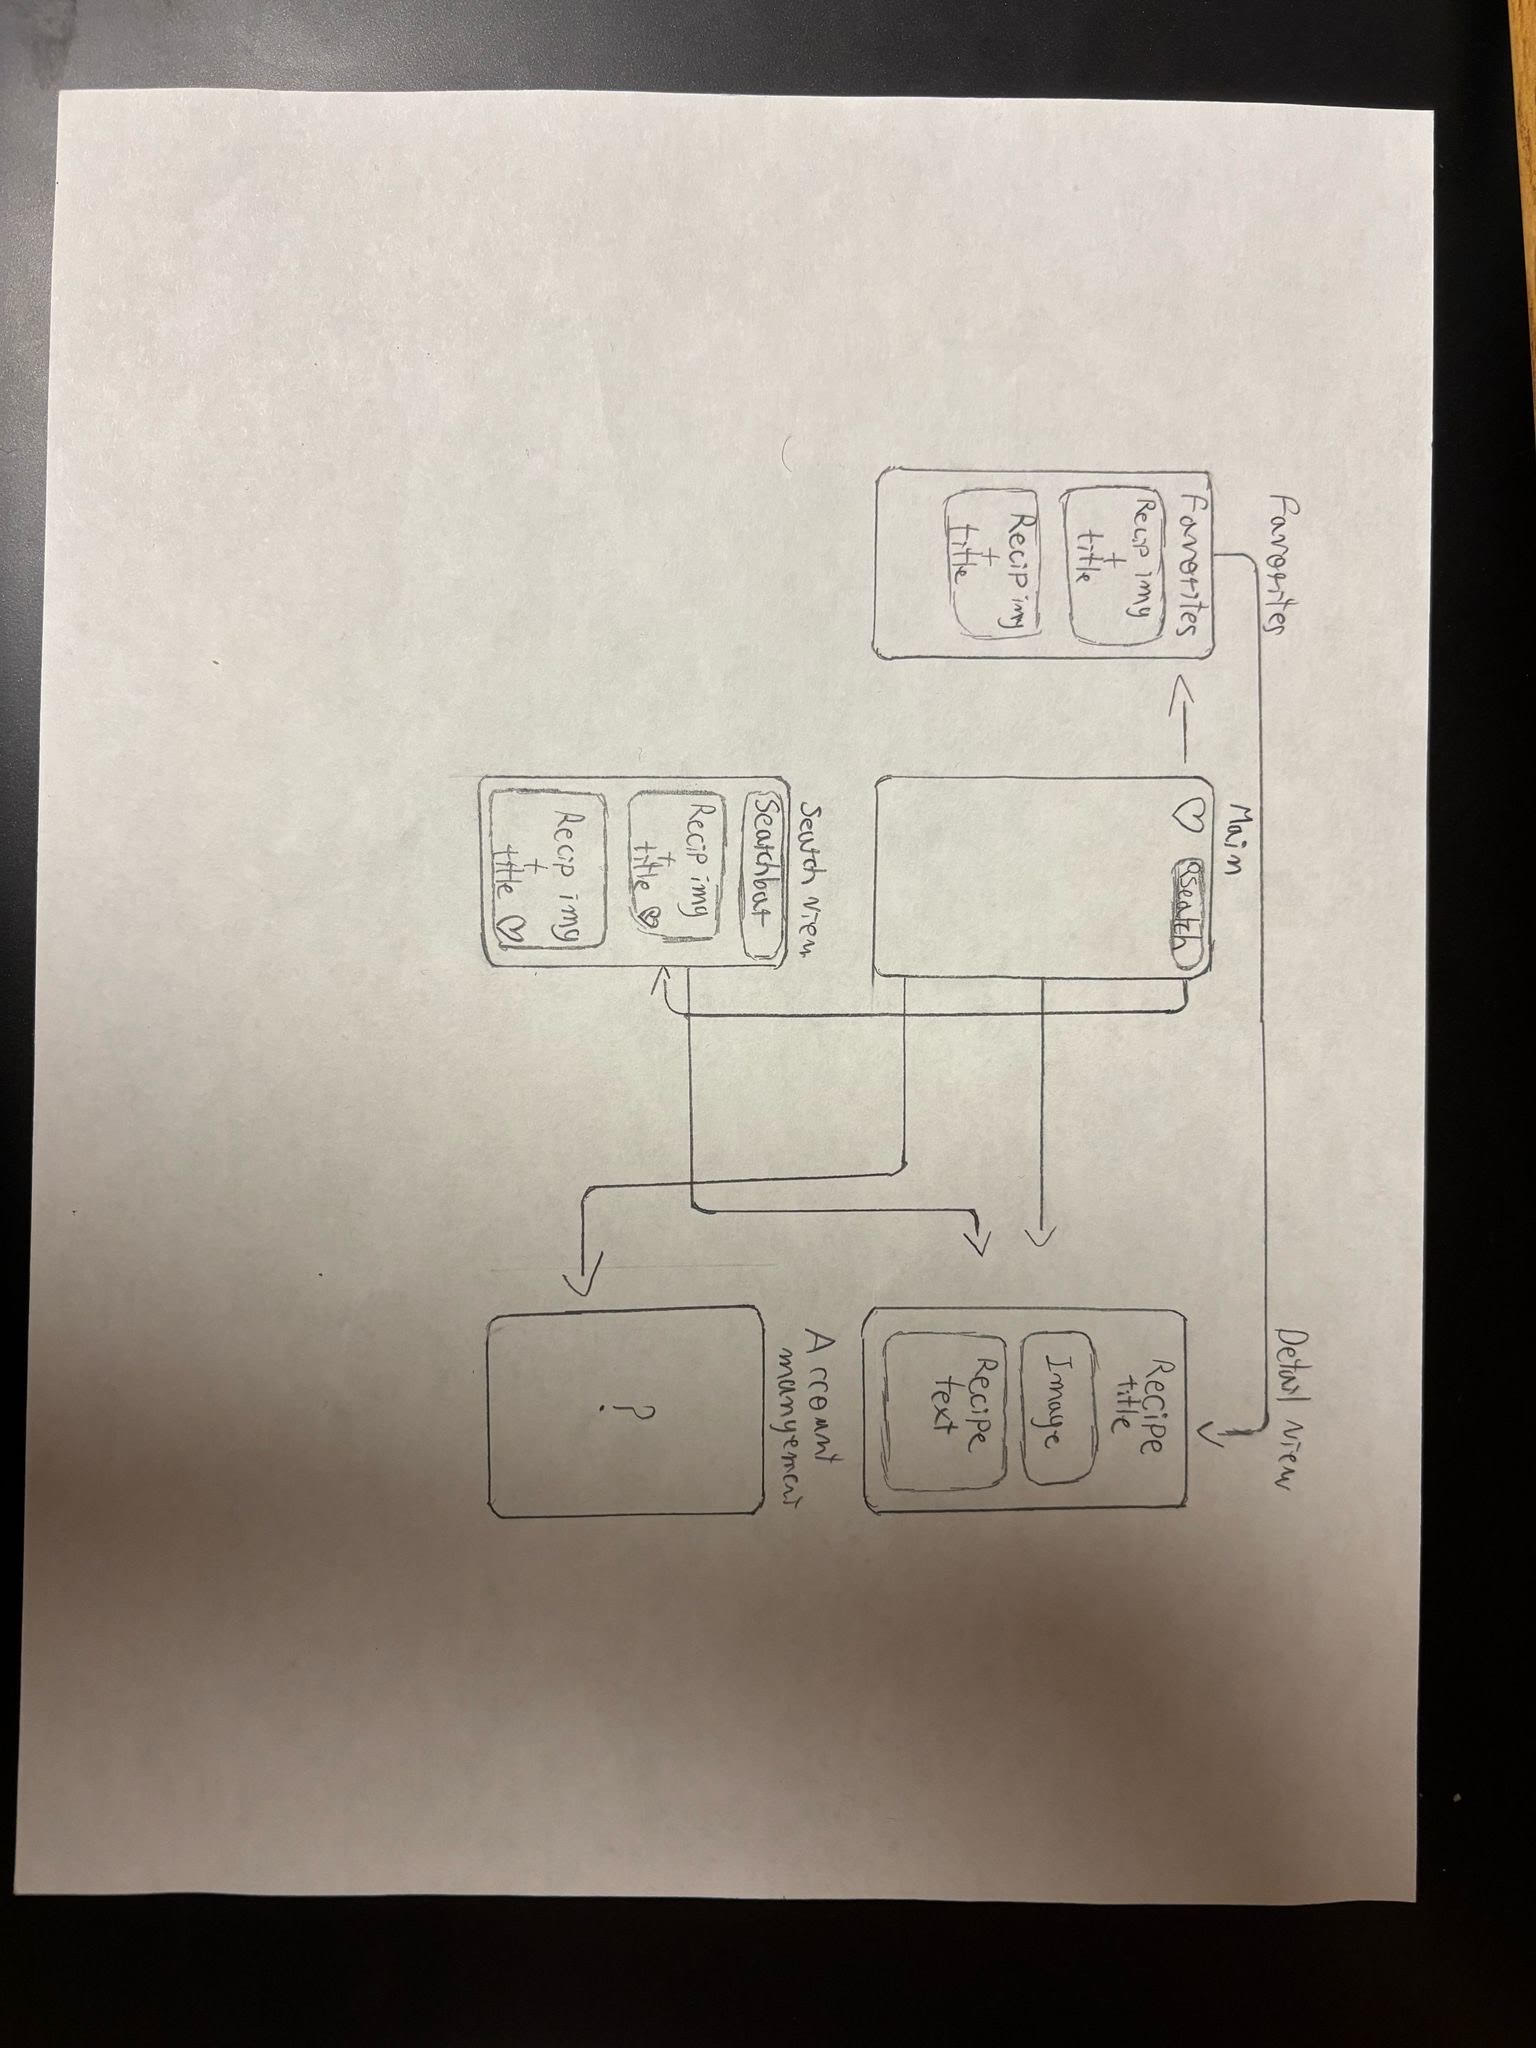 Favorites
Favorites
Recip img
+
title
Recip img
+
title
Main
Search
Search view
Searchbar
Recip img
+
title
Recip img
+
title
Detail view
Recipe
title
Image
Recipe
text
Account
mangement
?